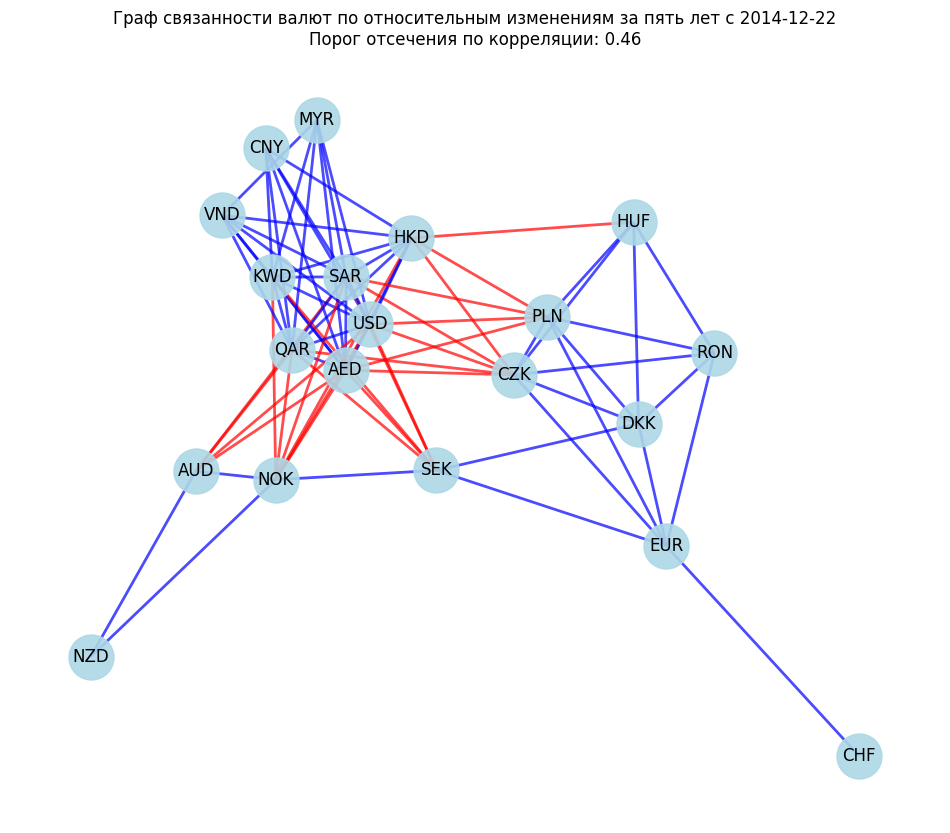 Граф связанности валют по относительным изменениям за пять лет с 2014-12-22
Порог отсечения по корреляции: 0.46
MYR
CNY
VND
HUF
HKD
KWD
SAR
PLN
USD
QAR
RON
AED
CZK
DKK
AUD
SEK
NOK
EUR
NZD
CHF